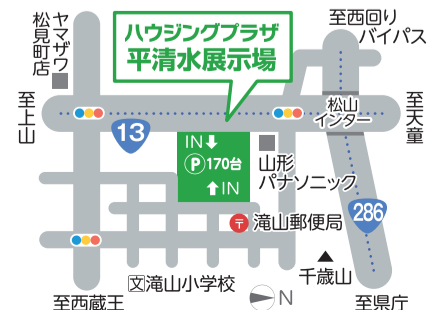 至西回り
バイパス
ヤマザワ
松見町店
ハウジングプラザ
平清水展示場
至上山
13
松山
インター
至天童
IN
P170台
IN
山形
パナソニック
286
〒
滝山郵便局
文滝山小学校
千歳山
N
至西蔵王
至県庁